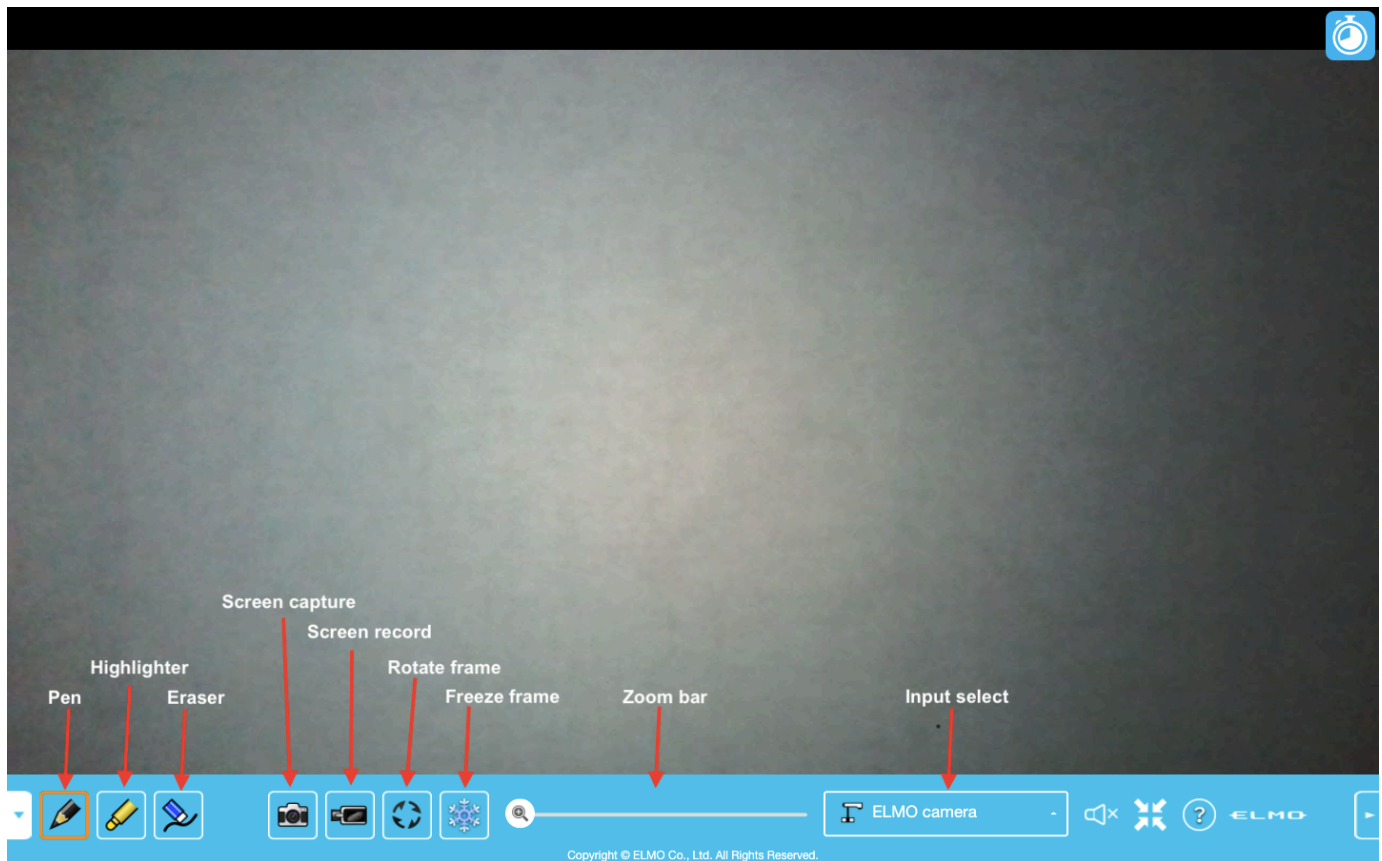 Screen capture
Screen record
Highlighter
Rotate frame
Pen
Eraser
Freeze frame
Zoom bar
Input select
ELMO camera
?
ELMO
Copyright © ELMO Co., Ltd. All Rights Reserved.